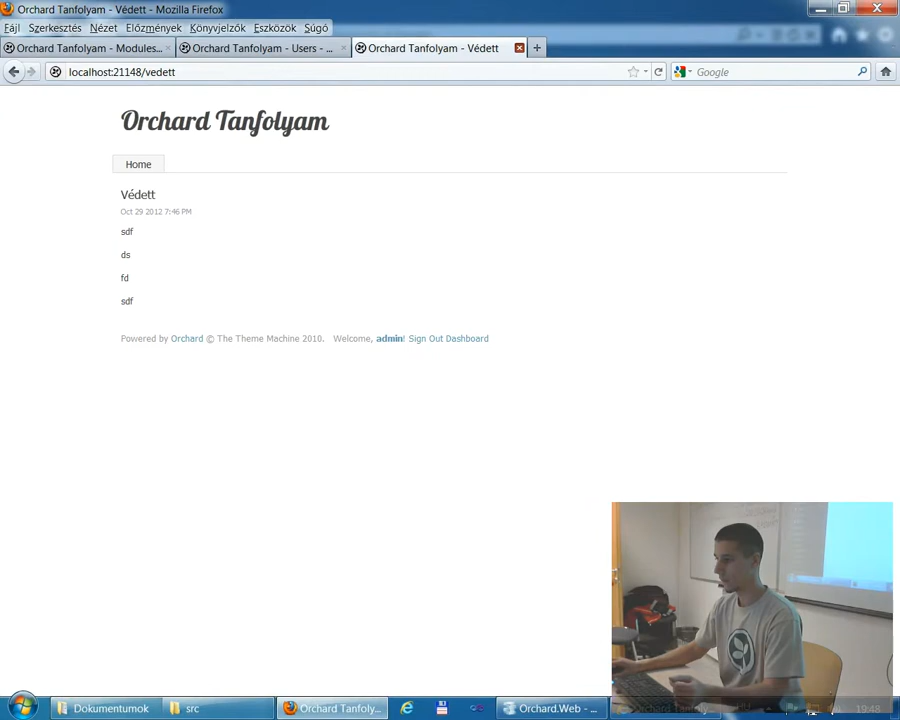 Orchard Tanfolyam - Védett - Mozilla Firefox
Fájl Szerkesztés Nézet Előzmények Könyvjelzők Eszközök Súgó
Orchard Tanfolyam - Modules... Orchard Tanfolyam - Users - ... Orchard Tanfolyam - Védett
localhost:21148/vedett Google
Orchard Tanfolyam
Home
Védett
Oct 29 2012 7:46 PM
sdf
ds
fd
sdf
Powered by Orchard © The Theme Machine 2010. Welcome, admin! Sign Out Dashboard
Dokumentumok src Orchard Tanfoly... Orchard.Web - ... 19:48